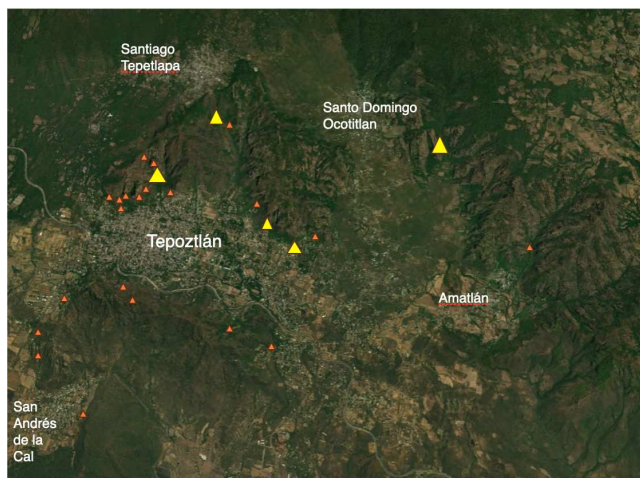 Santiago
Tepetlapa
Santo Domingo
Ocotitlan
Tepoztlán
Amatlán
San
Andrés
de la
Cal